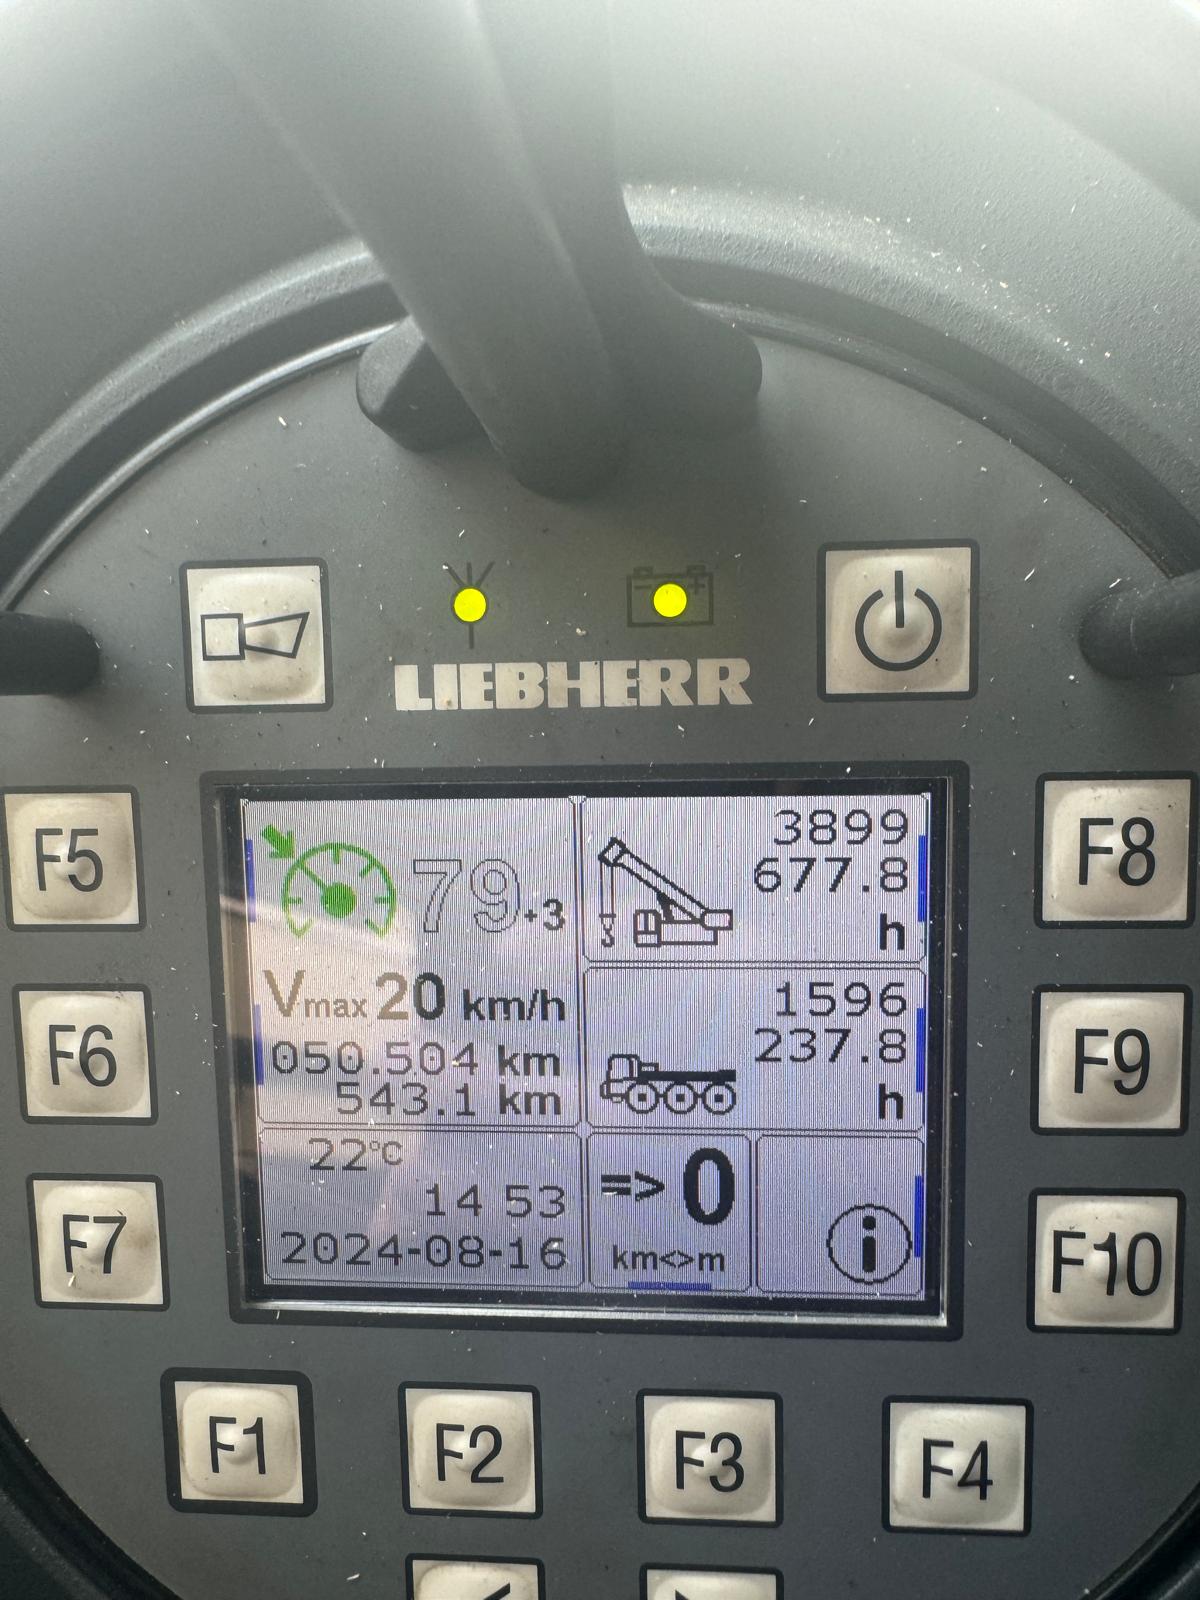 LIEBHERR
F5
F6
F7
F8
F9
F10
79+3
Vmax 20 km/h
050.504 km
543.1 km
3899
677.8
h
1596
237.8
h
22°C
14 53
2024-08-16
=> 0
km<>m
i
F1
F2
F3
F4